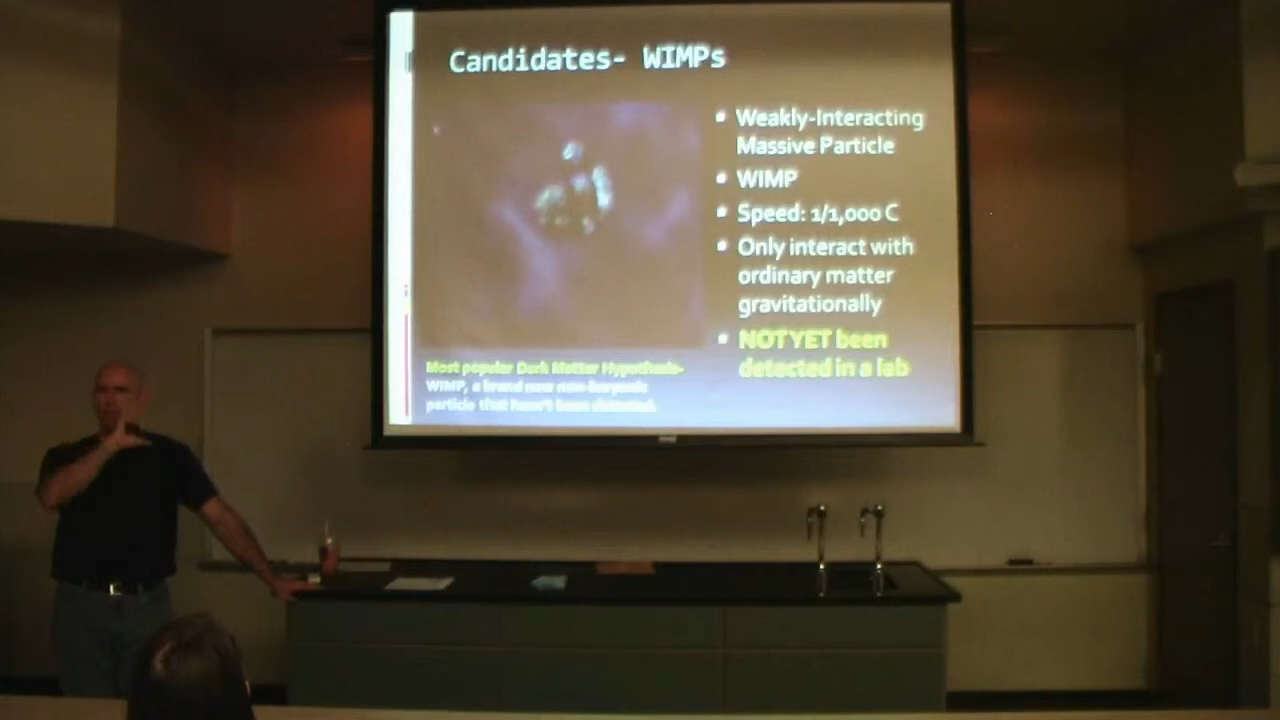 Candidates- WIMPs
Weakly-Interacting
Massive Particle
WIMP
Speed: 1/1,000 C
Only interact with
ordinary matter
gravitationally
NOT YET been
detected in a lab
Most popular Dark Matter Hypothesis-
WIMP, a brand new non-baryonic
particle that hasn't been detected.